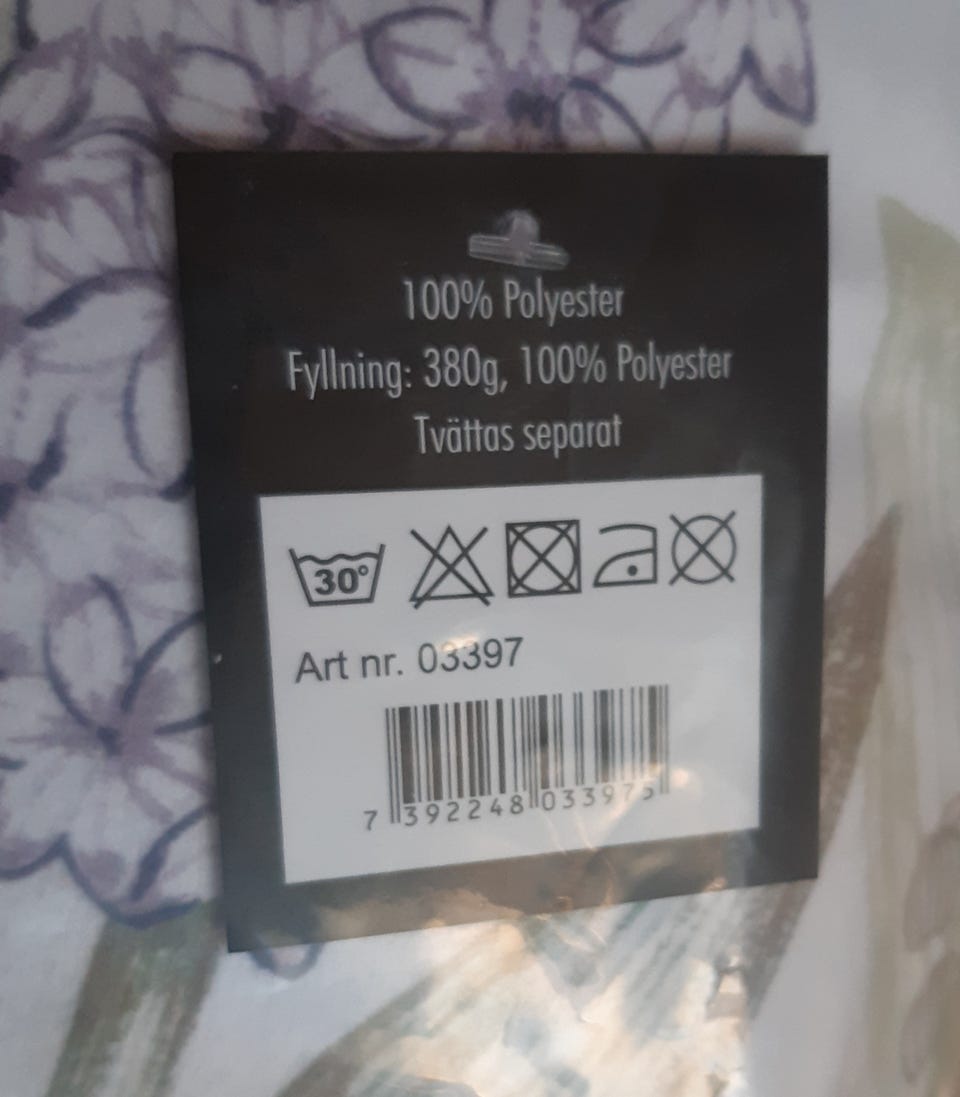 100% Polyester
Fyllning: 380g, 100% Polyester
Tvättas separat
30°
Art nr. 03397
7 392248 033975